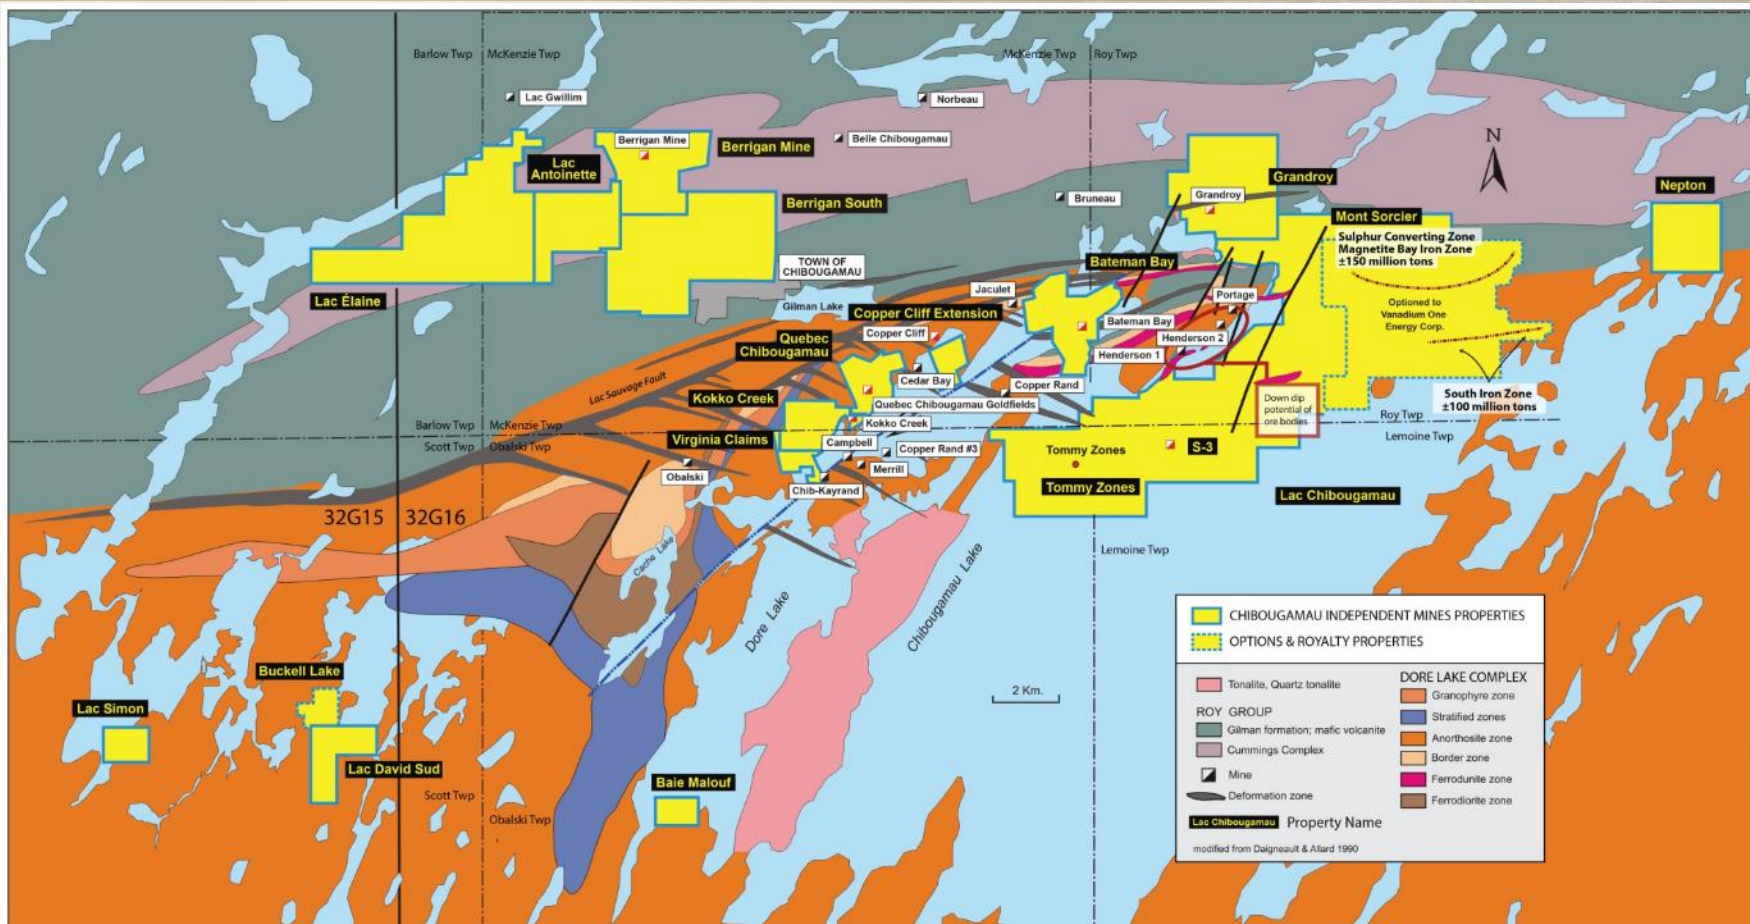 Barlow Twp
McKenzie Twp
McKenzie Twp
Roy Twp
Lac Gwillim
Norbeau
Belle Chibougamau
Berrigan Mine
Berrigan Mine
Lac
Antoinette
Berrigan South
Bruneau
Grandroy
Grandroy
N
Nepton
Mont Sorcier
Sulphur Converting Zone
Magnetite Bay Iron Zone
±150 million tons
Optioned to
Vanadium One
Energy Corp.
South Iron Zone
±100 million tons
TOWN OF
CHIBOUGAMAU
Lac Élaine
Gilman Lake
Bateman Bay
Jaculet
Copper Cliff Extension
Portage
Bateman Bay
Henderson 2
Henderson 1
Copper Cliff
Quebec
Chibougamau
Cedar Bay
Copper Rand
Lac Sauvage Fault
Kokko Creek
Quebec Chibougamau Goldfields
Kokko Creek
Down dip
potential of
ore bodies
Roy Twp
Lemoine Twp
Barlow Twp
McKenzie Twp
Scott Twp
Obalski Twp
Virginia Claims
Campbell
Copper Rand #3
Merrill
Obalski
Chib-Kayrand
Tommy Zones
S-3
Tommy Zones
Lac Chibougamau
32G15
32G16
Cache Lake
Dore Lake
Chibougamau Lake
Lemoine Twp
Buckell Lake
Lac Simon
Lac David Sud
Baie Malouf
Scott Twp
Obalski Twp
2 Km.
CHIBOUGAMAU INDEPENDENT MINES PROPERTIES
OPTIONS & ROYALTY PROPERTIES
Tonalite, Quartz tonalite
ROY GROUP
Gilman formation; mafic volcanite
Cummings Complex
Mine
Deformation zone
Lac Chibougamau
Property Name
modified from Daigneault & Allard 1990
DORE LAKE COMPLEX
Granophyre zone
Stratified zones
Anorthosite zone
Border zone
Ferrodunite zone
Ferrodiorite zone